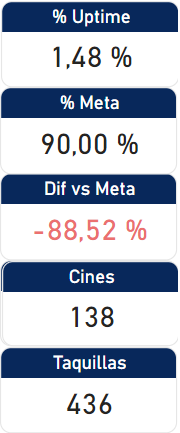 % Uptime
1,48 %
% Meta
90,00 %
Dif vs Meta
-88,52 %
Cines
138
Taquillas
436